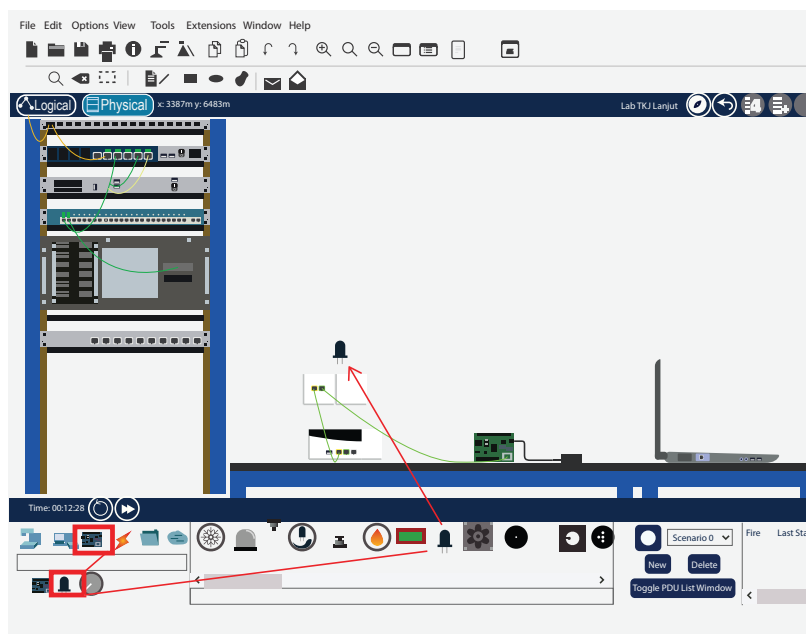 File Edit Options View Tools Extensions Window Help
Logical Physical x: 3387m y: 6483m Lab TKJ Lanjut
Time: 00:12:28
Scenario 0 Fire Last Sta
New Delete
Toggle PDU List Wimdow